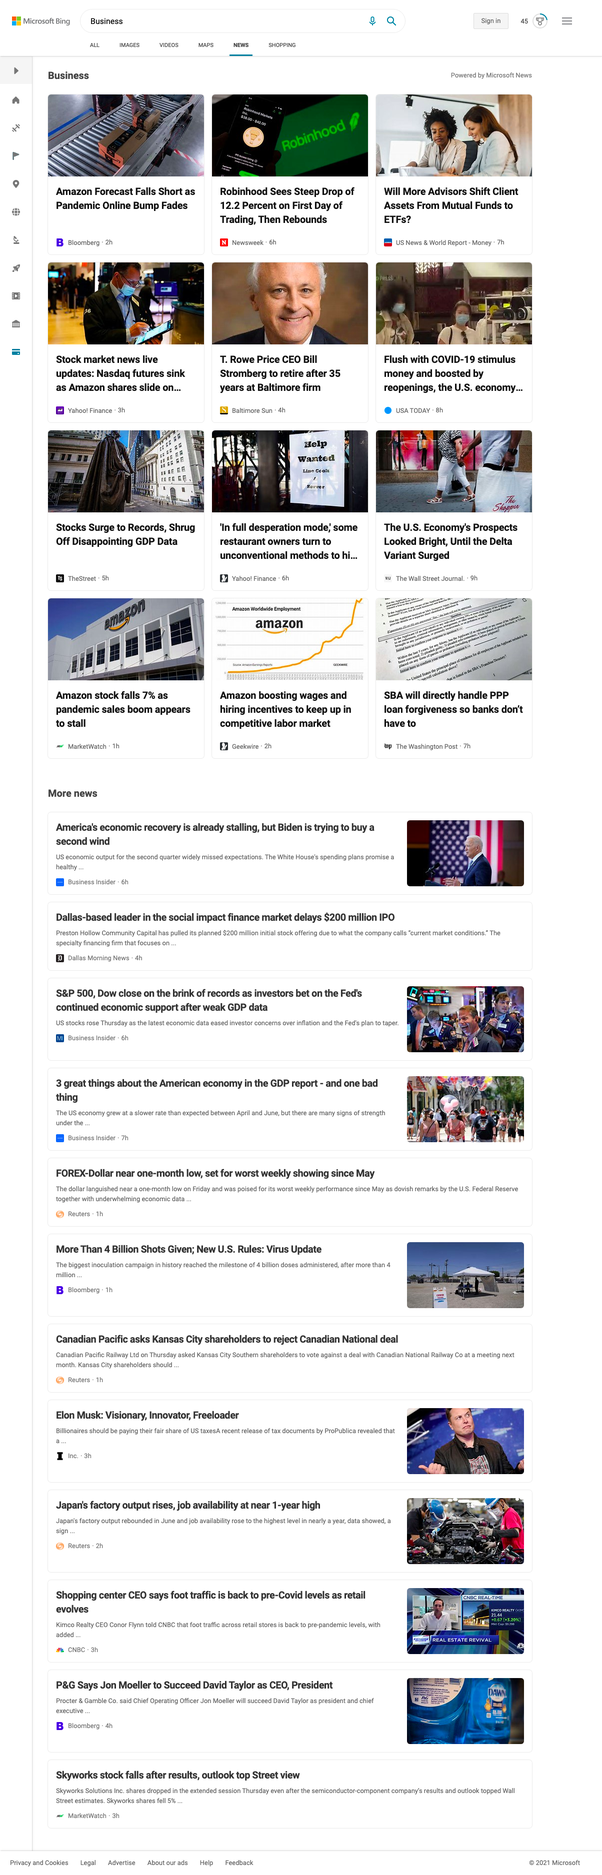 Microsoft Bing
Business
Sign in
45
ALL
IMAGES
VIDEOS
MAPS
NEWS
SHOPPING
Business
Powered by Microsoft News
Robinhood
Amazon Forecast Falls Short as
Pandemic Online Bump Fades
Bloomberg · 2h
Robinhood Sees Steep Drop of
12.2 Percent on First Day of
Trading, Then Rebounds
Newsweek · 6h
Will More Advisors Shift Client
Assets From Mutual Funds to
ETFs?
US News & World Report - Money · 7h
Stock market news live
updates: Nasdaq futures sink
as Amazon shares slide on...
Yahoo! Finance · 3h
T. Rowe Price CEO Bill
Stromberg to retire after 35
years at Baltimore firm
Baltimore Sun · 4h
Flush with COVID-19 stimulus
money and boosted by
reopenings, the U.S. economy...
USA TODAY · 8h
Help
Wanted
Line Cook
Stocks Surge to Records, Shrug
Off Disappointing GDP Data
TheStreet · 5h
'In full desperation mode,' some
restaurant owners turn to
unconventional methods to hi...
Yahoo! Finance · 6h
The U.S. Economy's Prospects
Looked Bright, Until the Delta
Variant Surged
The Wall Street Journal. · 9h
amazon
Amazon Worldwide Employment
amazon
Amazon stock falls 7% as
pandemic sales boom appears
to stall
MarketWatch · 1h
Amazon boosting wages and
hiring incentives to keep up in
competitive labor market
Geekwire · 2h
SBA will directly handle PPP
loan forgiveness so banks don't
have to
The Washington Post · 7h
More news
America's economic recovery is already stalling, but Biden is trying to buy a
second wind
US economic output for the second quarter widely missed expectations. The White House's spending plans promise a
healthy ...
Business Insider · 6h
Dallas-based leader in the social impact finance market delays $200 million IPO
Preston Hollow Community Capital has pulled its planned $200 million initial stock offering due to what the company calls "current market conditions." The
specialty financing firm that focuses on ...
Dallas Morning News · 4h
S&P 500, Dow close on the brink of records as investors bet on the Fed's
continued economic support after weak GDP data
US stocks rose Thursday as the latest economic data eased investor concerns over inflation and the Fed's plan to taper.
Business Insider · 6h
3 great things about the American economy in the GDP report - and one bad
thing
The US economy grew at a slower rate than expected between April and June, but there are many signs of strength
under the ...
Business Insider · 7h
FOREX-Dollar near one-month low, set for worst weekly showing since May
The dollar languished near a one-month low on Friday and was poised for its worst weekly performance since May as dovish remarks by the U.S. Federal Reserve
together with underwhelming economic data ...
Reuters · 1h
More Than 4 Billion Shots Given; New U.S. Rules: Virus Update
The biggest inoculation campaign in history reached the milestone of 4 billion doses administered, after more than 4
million ...
Bloomberg · 1h
Canadian Pacific asks Kansas City shareholders to reject Canadian National deal
Canadian Pacific Railway Ltd on Thursday asked Kansas City Southern shareholders to vote against a deal with Canadian National Railway Co at a meeting next
month. Kansas City shareholders should ...
Reuters · 1h
Elon Musk: Visionary, Innovator, Freeloader
Billionaires should be paying their fair share of US taxesA recent release of tax documents by ProPublica revealed that
a ...
Inc. · 3h
Japan's factory output rises, job availability at near 1-year high
Japan's factory output rebounded in June and job availability rose to the highest level in nearly a year, data showed, a
sign ...
Reuters · 2h
Shopping center CEO says foot traffic is back to pre-Covid levels as retail
evolves
Kimco Realty CEO Conor Flynn told CNBC that foot traffic across retail stores is back to pre-pandemic levels, with
added ...
CNBC · 3h
CNBC REAL-TIME
KIMCO REALTY
21.44
REAL ESTATE REVIVAL
P&G Says Jon Moeller to Succeed David Taylor as CEO, President
Procter & Gamble Co. said Chief Operating Officer Jon Moeller will succeed David Taylor as president and chief
executive ...
Bloomberg · 4h
DAWN
Skyworks stock falls after results, outlook top Street view
Skyworks Solutions Inc. shares dropped in the extended session Thursday even after the semiconductor-component company's results and outlook topped Wall
Street estimates. Skyworks shares fell 5% ...
MarketWatch · 3h
Privacy and Cookies
Legal
Advertise
About our ads
Help
Feedback
© 2021 Microsoft